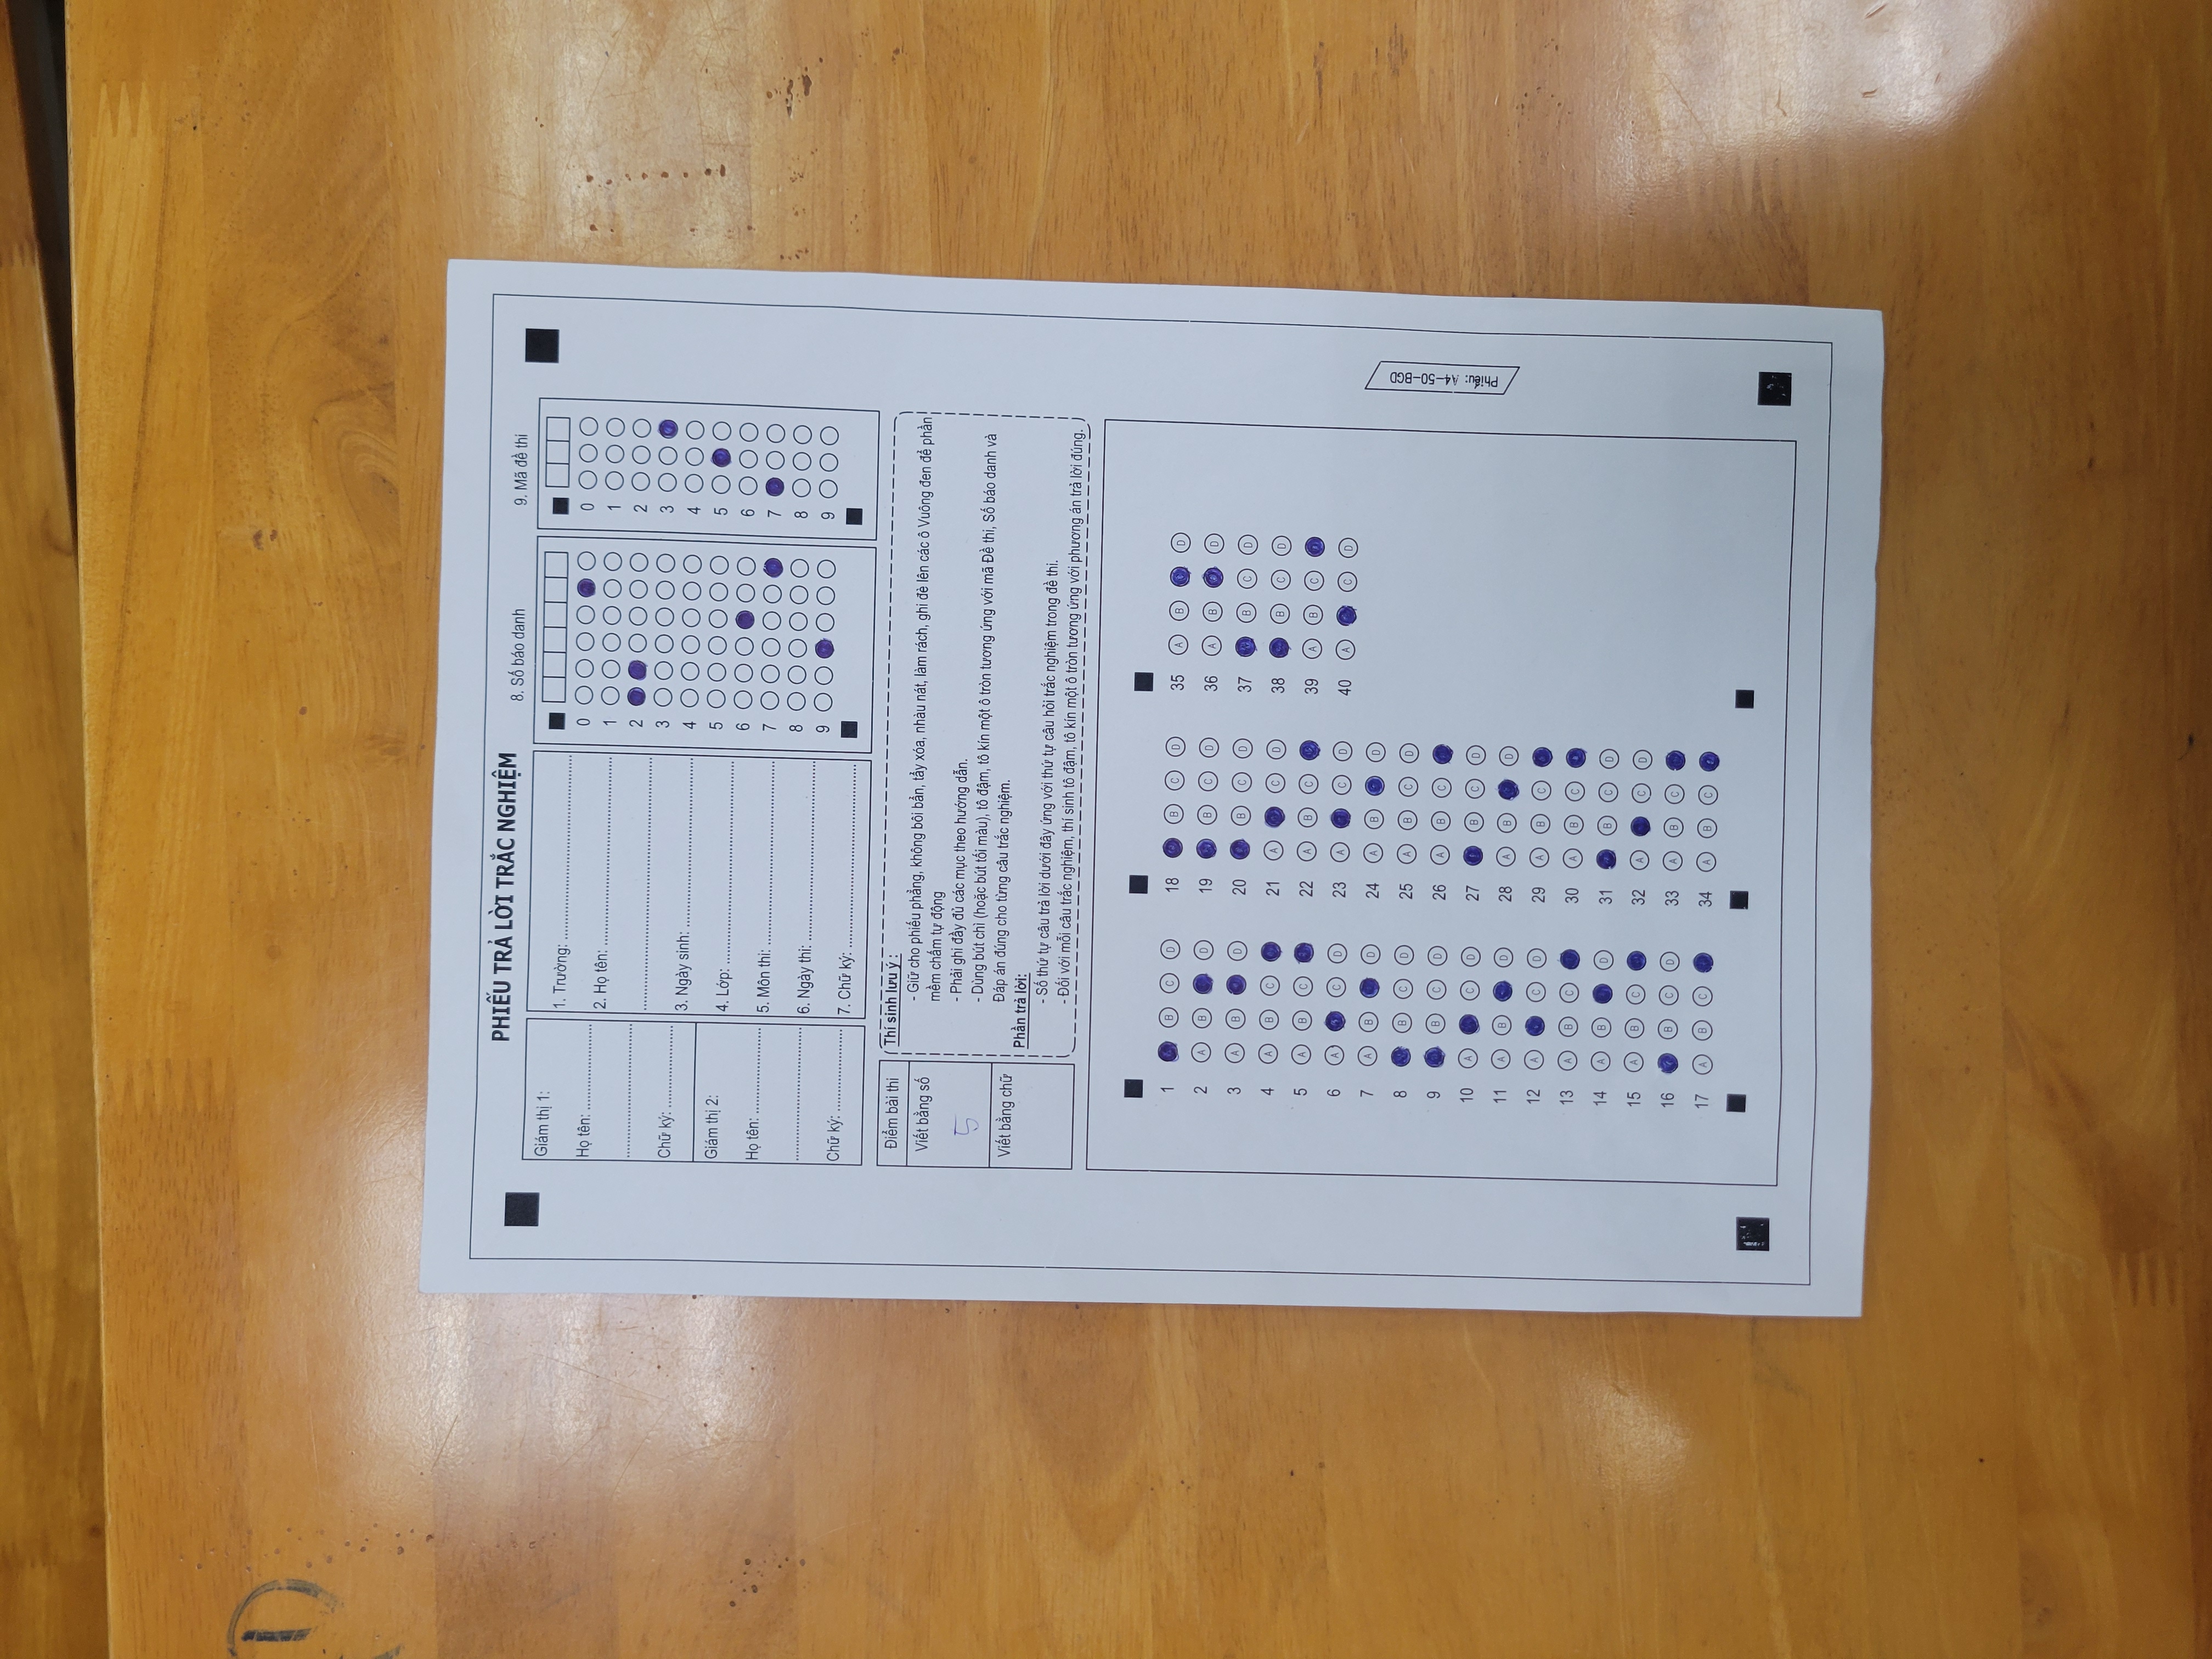 PHIẾU TRẢ LỜI TRẮC NGHIỆM
Giám thị 1:
Họ tên:
Chữ ký:
Giám thị 2:
Họ tên:
Chữ ký:
1. Trường:
2. Họ tên:
3. Ngày sinh:
4. Lớp:
5. Môn thi:
6. Ngày thi:
7. Chữ ký:
8. Số báo danh
0
1
2
3
4
5
6
7
8
9
9. Mã đề thi
0
1
2
3
4
5
6
7
8
9
Điểm bài thi
Viết bằng số
5
Viết bằng chữ
Thí sinh lưu ý :
- Giữ cho phiếu phẳng, không bôi bẩn, tẩy xóa, nhàu nát, làm rách, ghi đè lên các ô Vuông đen để phần
mềm chấm tự động
- Phải ghi đầy đủ các mục theo hướng dẫn.
- Dùng bút chì (hoặc bút tối màu), tô đậm, tô kín một ô tròn tương ứng với mã Đề thi, Số báo danh và
Đáp án đúng cho từng câu trắc nghiệm.
Phần trả lời:
- Số thứ tự câu trả lời dưới đây ứng với thứ tự câu hỏi trắc nghiệm trong đề thi.
- Đối với mỗi câu trắc nghiệm, thí sinh tô đậm, tô kín một ô tròn tương ứng với phương án trả lời đúng.
1 B C D
2 A B D
3 A B D
4 A B C
5 A B C
6 A C D
7 A B D
8 B C D
9 B C D
10 A C D
11 A B D
12 A C D
13 A B C
14 A B D
15 A B C
16 B C D
17 A B C
18 B C D
19 B C D
20 B C D
21 A C D
22 A B C
23 A C D
24 A B D
25 A B C D
26 A B C
27 B C D
28 A B D
29 A B C
30 A B C
31 B C D
32 A C D
33 A B C
34 A B C
35 A B D
36 A B D
37 B C D
38 B C D
39 A B C
40 A C D
Phiếu: A4-50-BGD